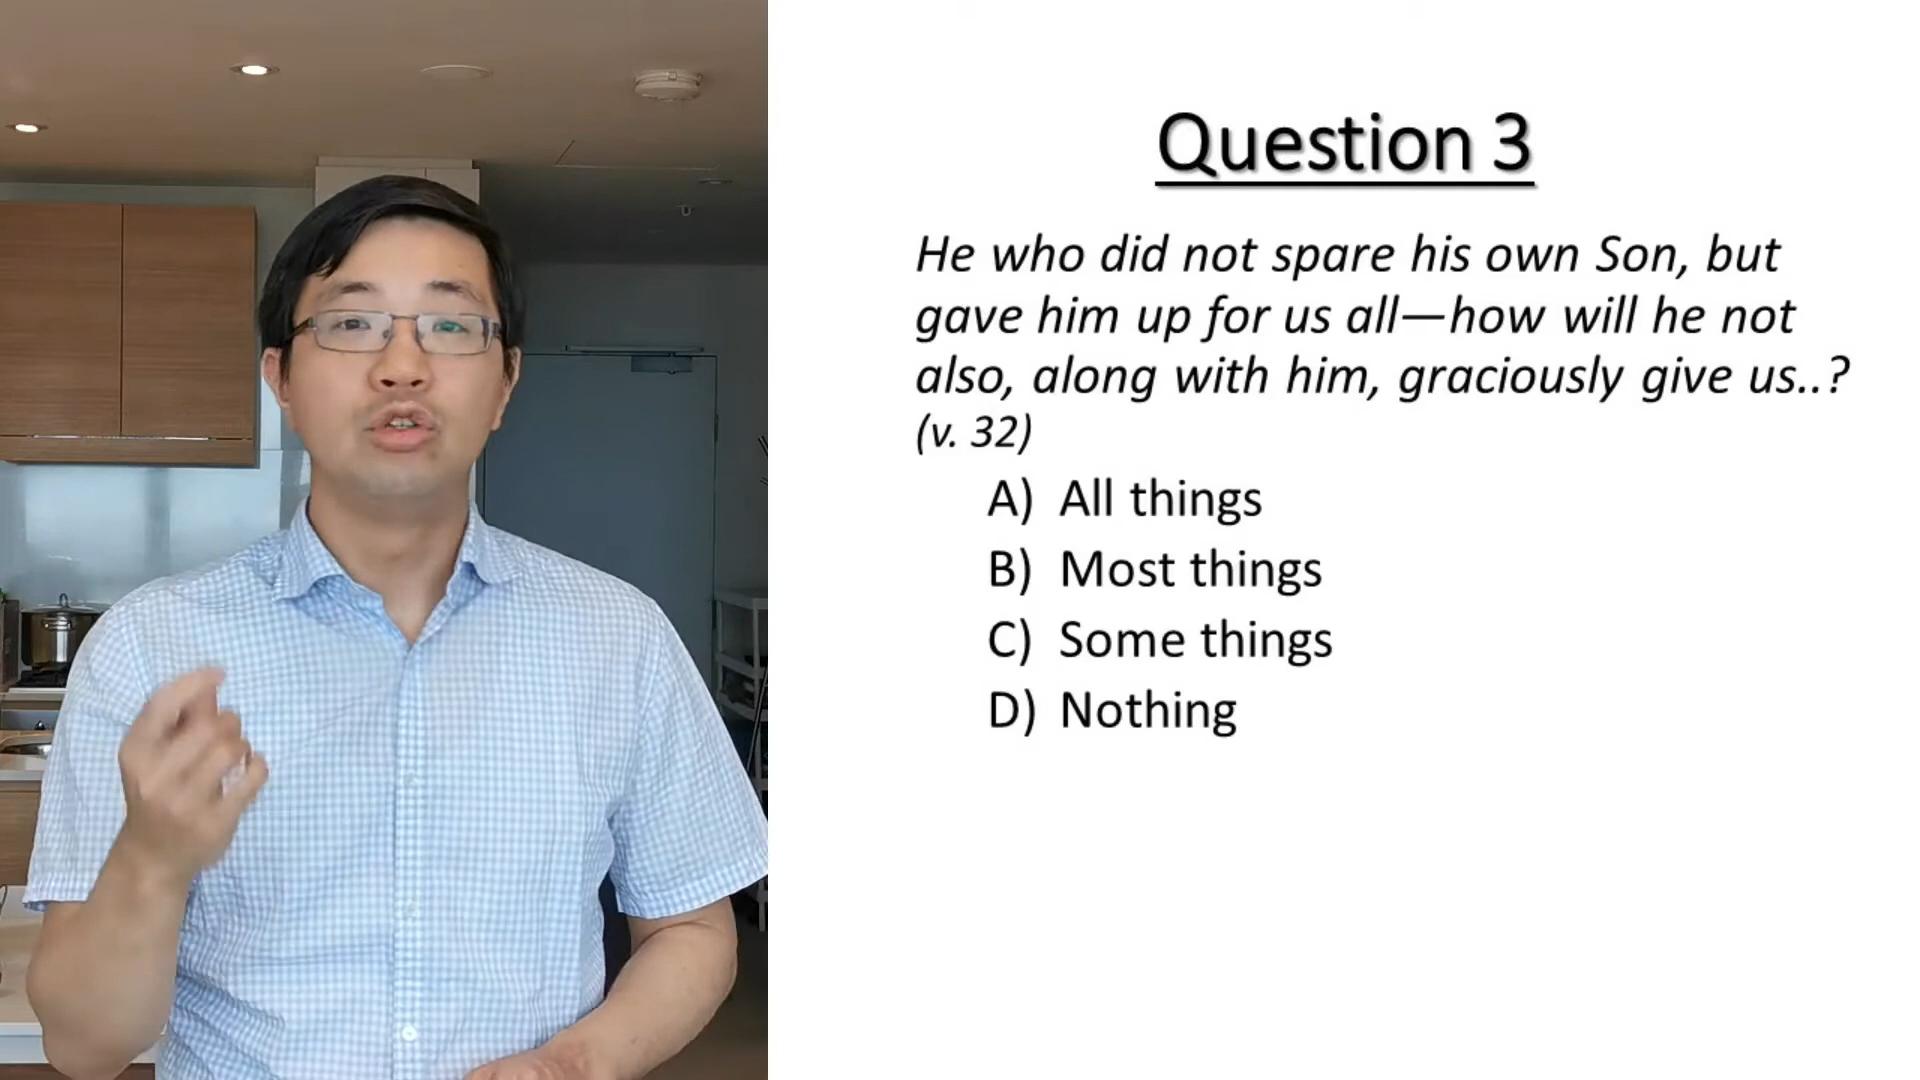 Question 3
He who did not spare his own Son, but
gave him up for us all—how will he not
also, along with him, graciously give us..?
(v. 32)
A) All things
B) Most things
C) Some things
D) Nothing